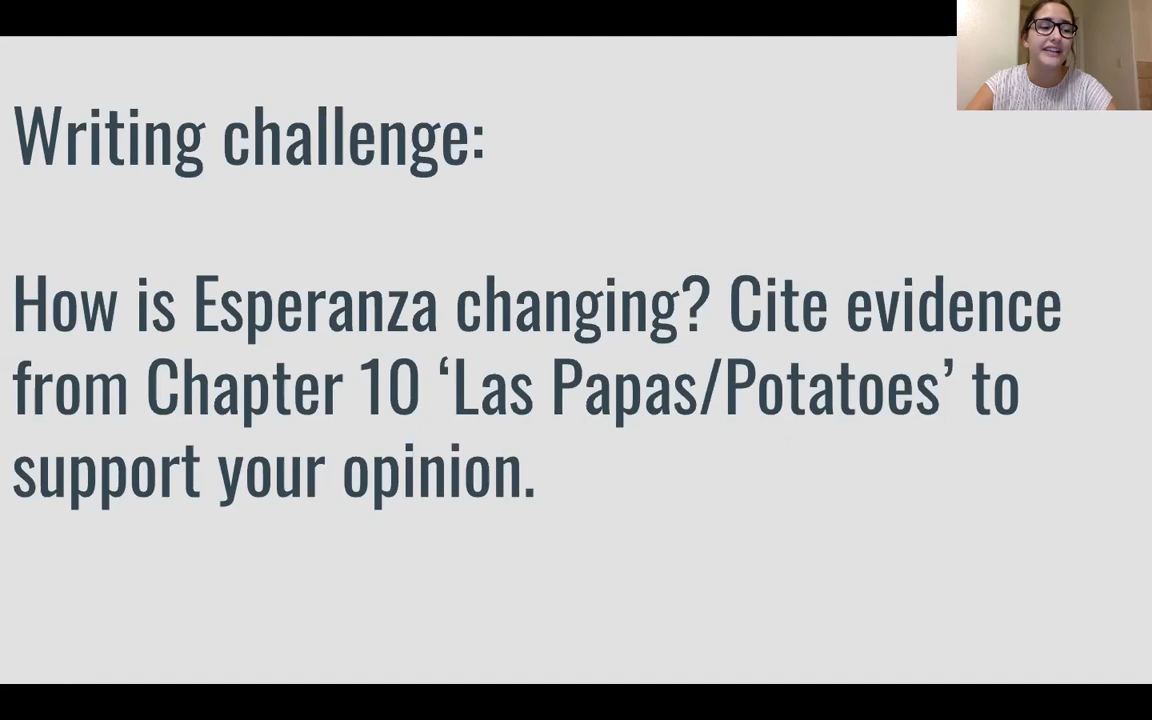 Writing challenge:
How is Esperanza changing? Cite evidence
from Chapter 10 ‘Las Papas/Potatoes’ to
support your opinion.